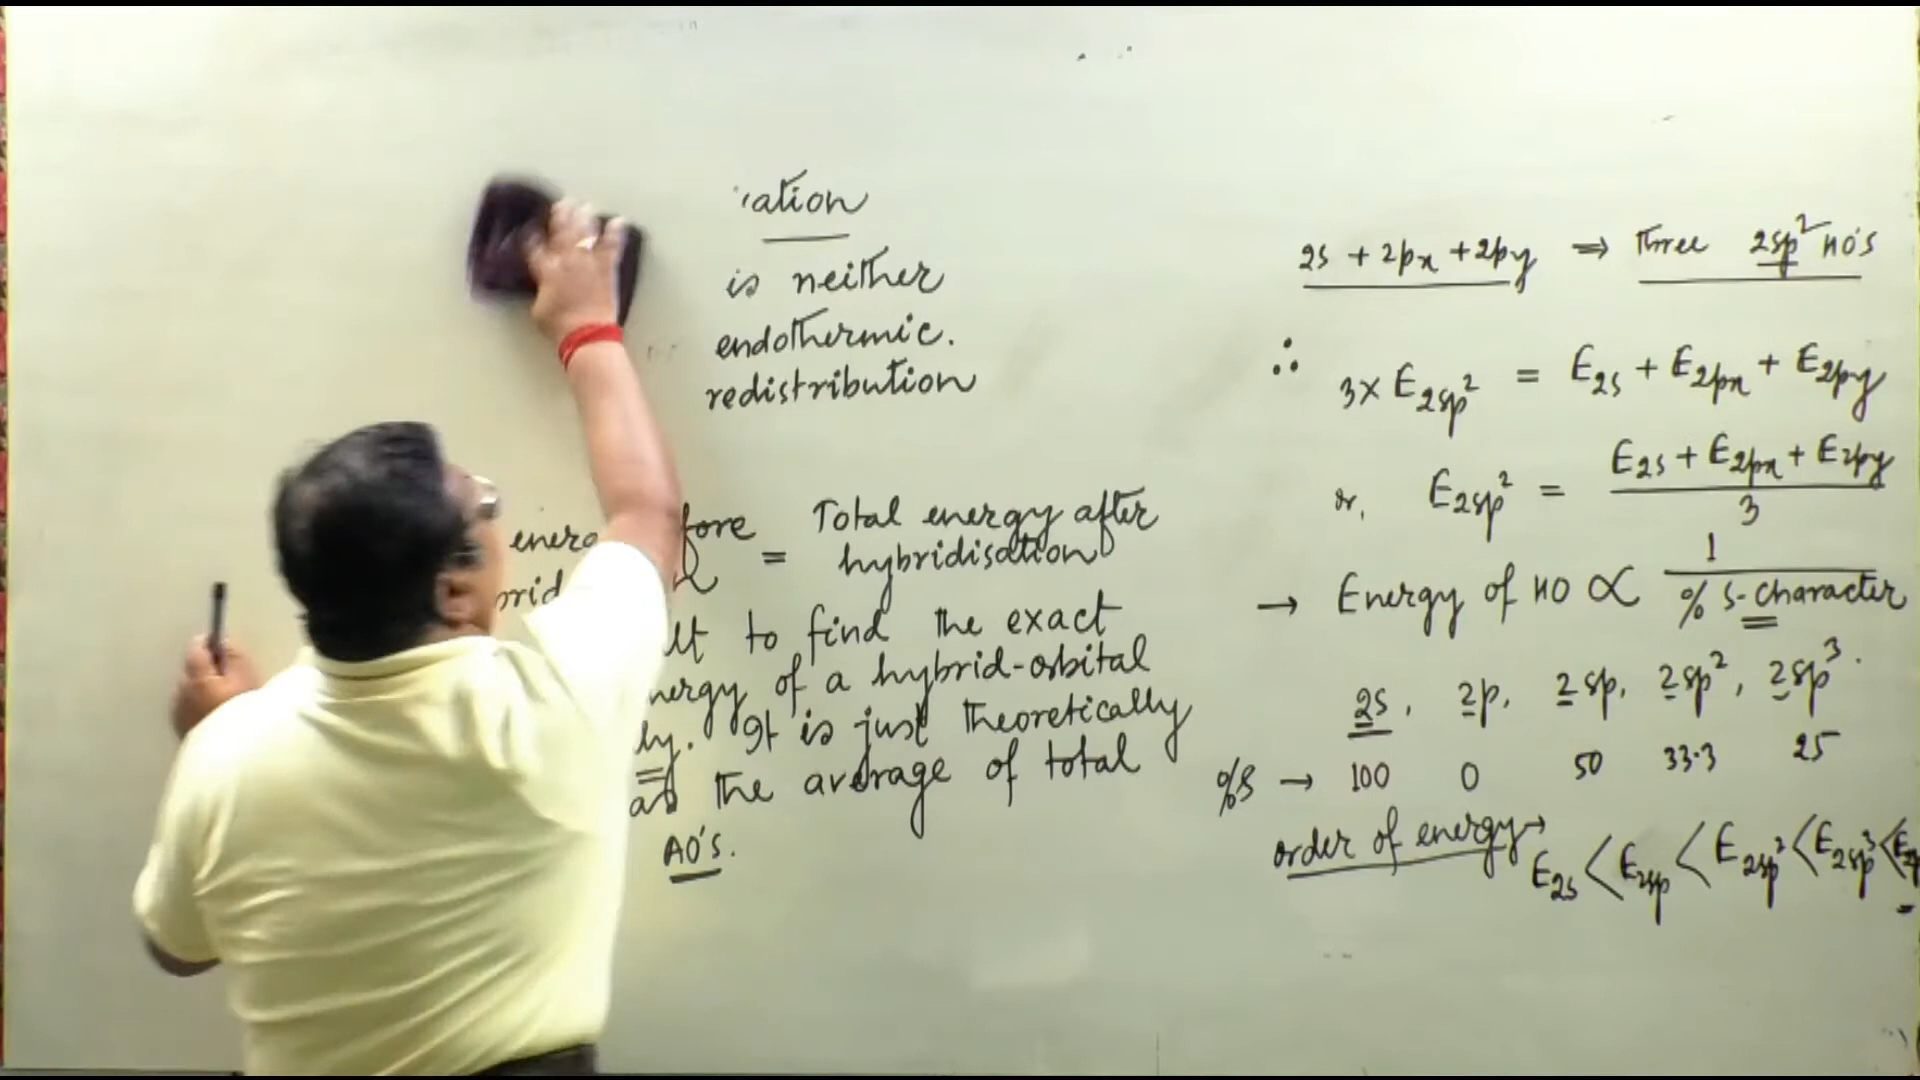 ation
is neither
endothermic.
redistribution
fore = Total energy after
hybridisation
to find the exact
of a hybrid-orbital
It is just theoretically
the average of total
AO's.
2s + 2px + 2py ⇒ three 2sp² HO's
∴ 3 x E2sp² = E2s + E2px + E2py
or, E2sp² = (E2s + E2px + E2py) / 3
→ Energy of HO ∝ 1 / % s-character
2s, 2p, 2sp, 2sp², 2sp³.
%s → 100 0 50 33.3 25
order of energy→
E2s < E2sp < E2sp² < E2sp³ <